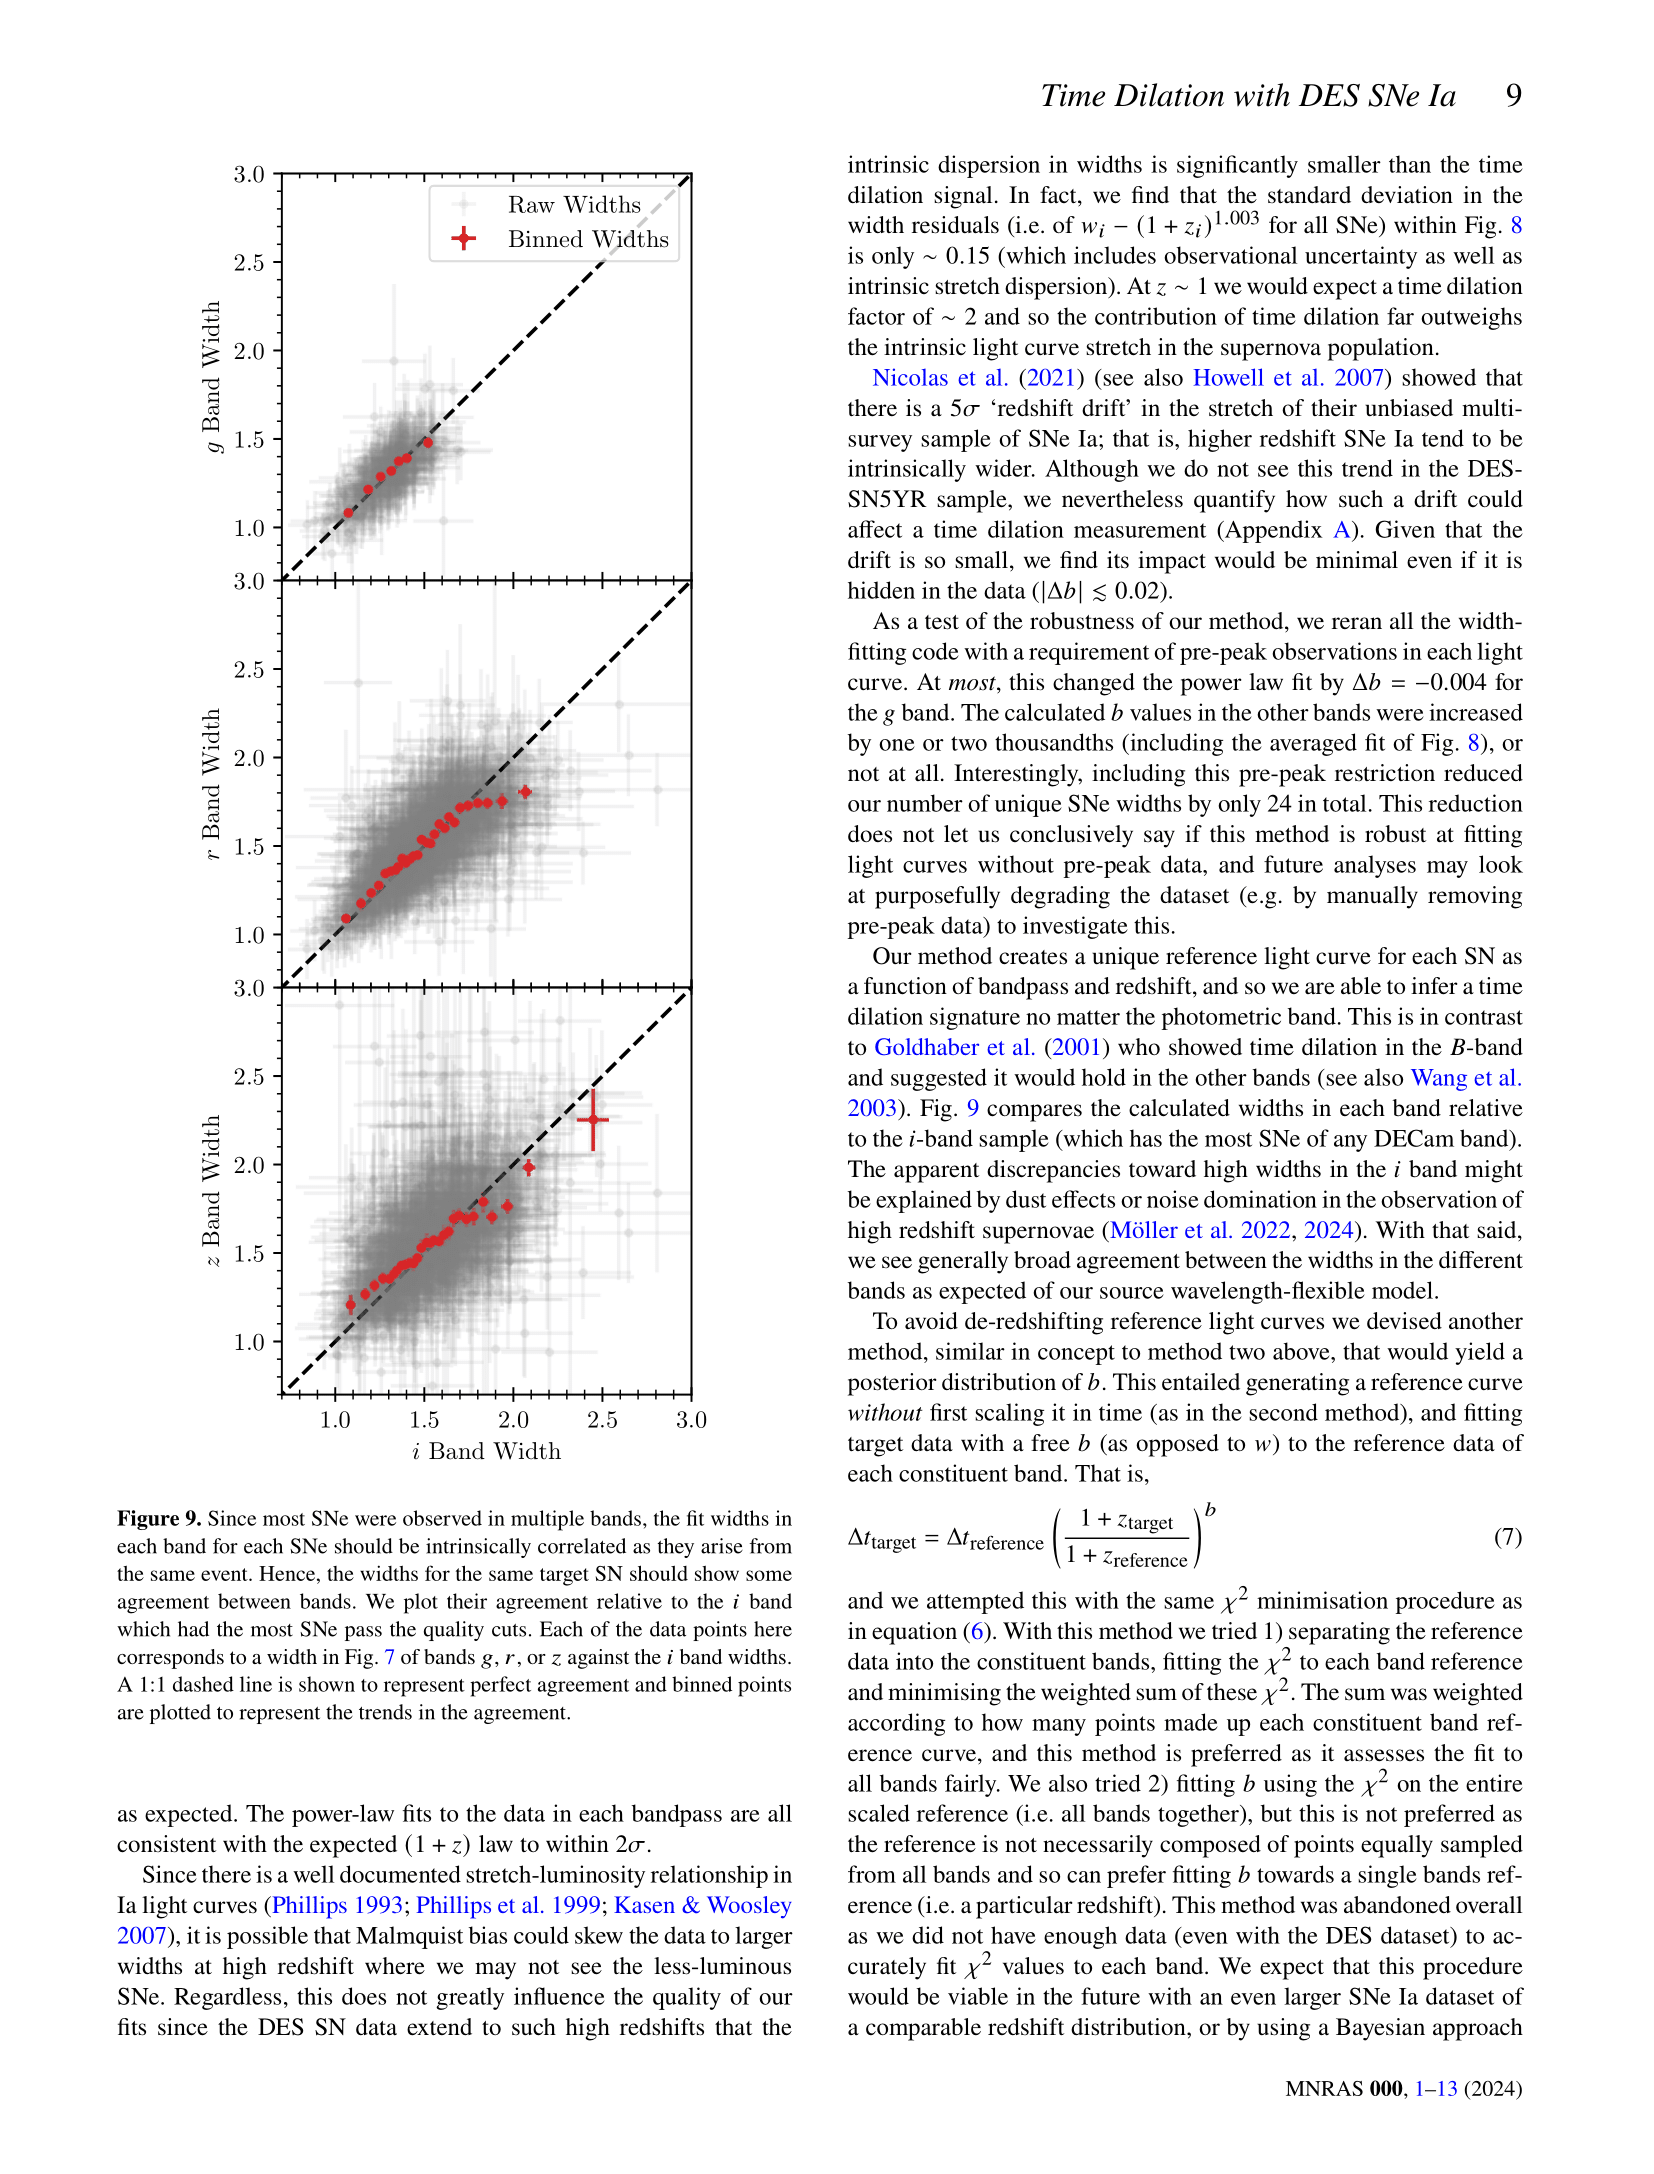 Time Dilation with DES SNe Ia 9
3.0
2.5
2.0
1.5
1.0
g Band Width
Raw Widths
Binned Widths
3.0
2.5
2.0
1.5
1.0
r Band Width
3.0
2.5
2.0
1.5
1.0
z Band Width
1.0 1.5 2.0 2.5 3.0
i Band Width
Figure 9. Since most SNe were observed in multiple bands, the fit widths in
each band for each SNe should be intrinsically correlated as they arise from
the same event. Hence, the widths for the same target SN should show some
agreement between bands. We plot their agreement relative to the i band
which had the most SNe pass the quality cuts. Each of the data points here
corresponds to a width in Fig. 7 of bands g, r, or z against the i band widths.
A 1:1 dashed line is shown to represent perfect agreement and binned points
are plotted to represent the trends in the agreement.
as expected. The power-law fits to the data in each bandpass are all
consistent with the expected (1 + z) law to within 2σ.
Since there is a well documented stretch-luminosity relationship in
Ia light curves (Phillips 1993; Phillips et al. 1999; Kasen & Woosley
2007), it is possible that Malmquist bias could skew the data to larger
widths at high redshift where we may not see the less-luminous
SNe. Regardless, this does not greatly influence the quality of our
fits since the DES SN data extend to such high redshifts that the
intrinsic dispersion in widths is significantly smaller than the time
dilation signal. In fact, we find that the standard deviation in the
width residuals (i.e. of wᵢ − (1 + zᵢ)^1.003 for all SNe) within Fig. 8
is only ~ 0.15 (which includes observational uncertainty as well as
intrinsic stretch dispersion). At z ~ 1 we would expect a time dilation
factor of ~ 2 and so the contribution of time dilation far outweighs
the intrinsic light curve stretch in the supernova population.
Nicolas et al. (2021) (see also Howell et al. 2007) showed that
there is a 5σ ‘redshift drift’ in the stretch of their unbiased multi-
survey sample of SNe Ia; that is, higher redshift SNe Ia tend to be
intrinsically wider. Although we do not see this trend in the DES-
SN5YR sample, we nevertheless quantify how such a drift could
affect a time dilation measurement (Appendix A). Given that the
drift is so small, we find its impact would be minimal even if it is
hidden in the data (|Δb| ≲ 0.02).
As a test of the robustness of our method, we reran all the width-
fitting code with a requirement of pre-peak observations in each light
curve. At most, this changed the power law fit by Δb = −0.004 for
the g band. The calculated b values in the other bands were increased
by one or two thousandths (including the averaged fit of Fig. 8), or
not at all. Interestingly, including this pre-peak restriction reduced
our number of unique SNe widths by only 24 in total. This reduction
does not let us conclusively say if this method is robust at fitting
light curves without pre-peak data, and future analyses may look
at purposefully degrading the dataset (e.g. by manually removing
pre-peak data) to investigate this.
Our method creates a unique reference light curve for each SN as
a function of bandpass and redshift, and so we are able to infer a time
dilation signature no matter the photometric band. This is in contrast
to Goldhaber et al. (2001) who showed time dilation in the B-band
and suggested it would hold in the other bands (see also Wang et al.
2003). Fig. 9 compares the calculated widths in each band relative
to the i-band sample (which has the most SNe of any DECam band).
The apparent discrepancies toward high widths in the i band might
be explained by dust effects or noise domination in the observation of
high redshift supernovae (Möller et al. 2022, 2024). With that said,
we see generally broad agreement between the widths in the different
bands as expected of our source wavelength-flexible model.
To avoid de-redshifting reference light curves we devised another
method, similar in concept to method two above, that would yield a
posterior distribution of b. This entailed generating a reference curve
without first scaling it in time (as in the second method), and fitting
target data with a free b (as opposed to w) to the reference data of
each constituent band. That is,
Δt_target = Δt_reference ((1 + z_target)/(1 + z_reference))^b (7)
and we attempted this with the same χ² minimisation procedure as
in equation (6). With this method we tried 1) separating the reference
data into the constituent bands, fitting the χ² to each band reference
and minimising the weighted sum of these χ². The sum was weighted
according to how many points made up each constituent band ref-
erence curve, and this method is preferred as it assesses the fit to
all bands fairly. We also tried 2) fitting b using the χ² on the entire
scaled reference (i.e. all bands together), but this is not preferred as
the reference is not necessarily composed of points equally sampled
from all bands and so can prefer fitting b towards a single bands ref-
erence (i.e. a particular redshift). This method was abandoned overall
as we did not have enough data (even with the DES dataset) to ac-
curately fit χ² values to each band. We expect that this procedure
would be viable in the future with an even larger SNe Ia dataset of
a comparable redshift distribution, or by using a Bayesian approach
MNRAS 000, 1–13 (2024)